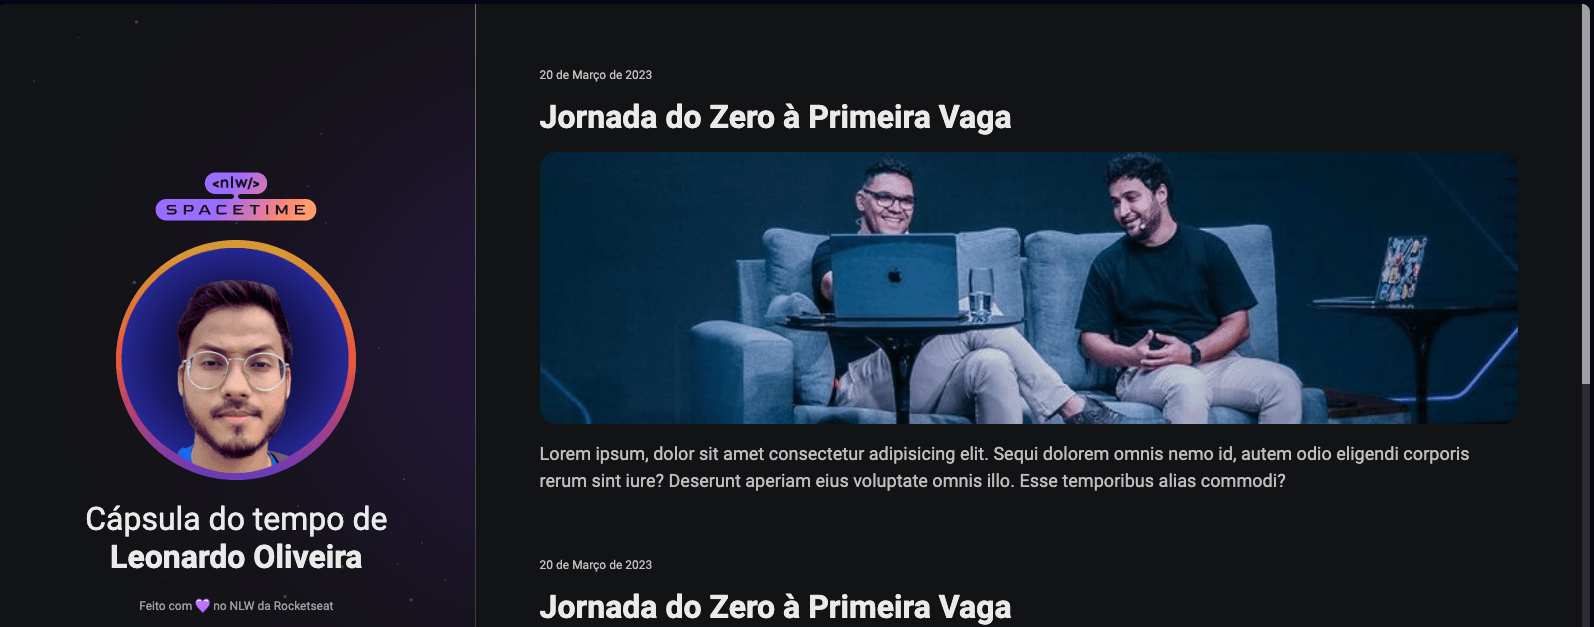 <nlw/>
SPACETIME
Cápsula do tempo de
Leonardo Oliveira
Feito com 💜 no NLW da Rocketseat
20 de Março de 2023
Jornada do Zero à Primeira Vaga
Lorem ipsum, dolor sit amet consectetur adipisicing elit. Sequi dolorem omnis nemo id, autem odio eligendi corporis
rerum sint iure? Deserunt aperiam eius voluptate omnis illo. Esse temporibus alias commodi?
20 de Março de 2023
Jornada do Zero à Primeira Vaga